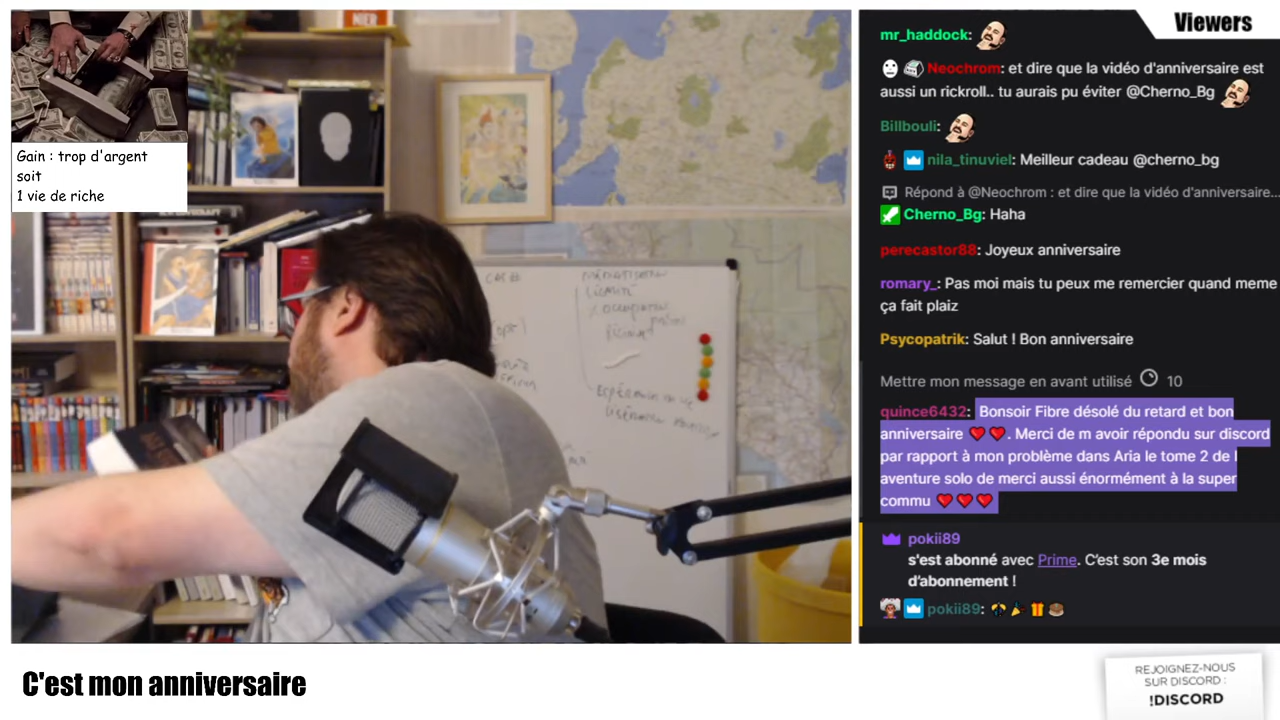 NIER
Gain : trop d'argent
soit
1 vie de riche
C'est mon anniversaire
Viewers
mr_haddock:
Neochrom: et dire que la vidéo d'anniversaire est
aussi un rickroll.. tu aurais pu éviter @Cherno_Bg
Billbouli:
nila_tinuviel: Meilleur cadeau @cherno_bg
Répond à @Neochrom : et dire que la vidéo d'anniversaire...
Cherno_Bg: Haha
perecastor88: Joyeux anniversaire
romary_: Pas moi mais tu peux me remercier quand meme
ça fait plaiz
Psycopatrik: Salut ! Bon anniversaire
Mettre mon message en avant utilisé 10
quince6432: Bonsoir Fibre désolé du retard et bon
anniversaire ❤️❤️. Merci de m avoir répondu sur discord
par rapport à mon problème dans Aria le tome 2 de l
aventure solo de merci aussi énormément à la super
commu ❤️❤️❤️
pokii89
s'est abonné avec Prime. C'est son 3e mois
d'abonnement !
pokii89:
REJOIGNEZ-NOUS
SUR DISCORD :
!DISCORD